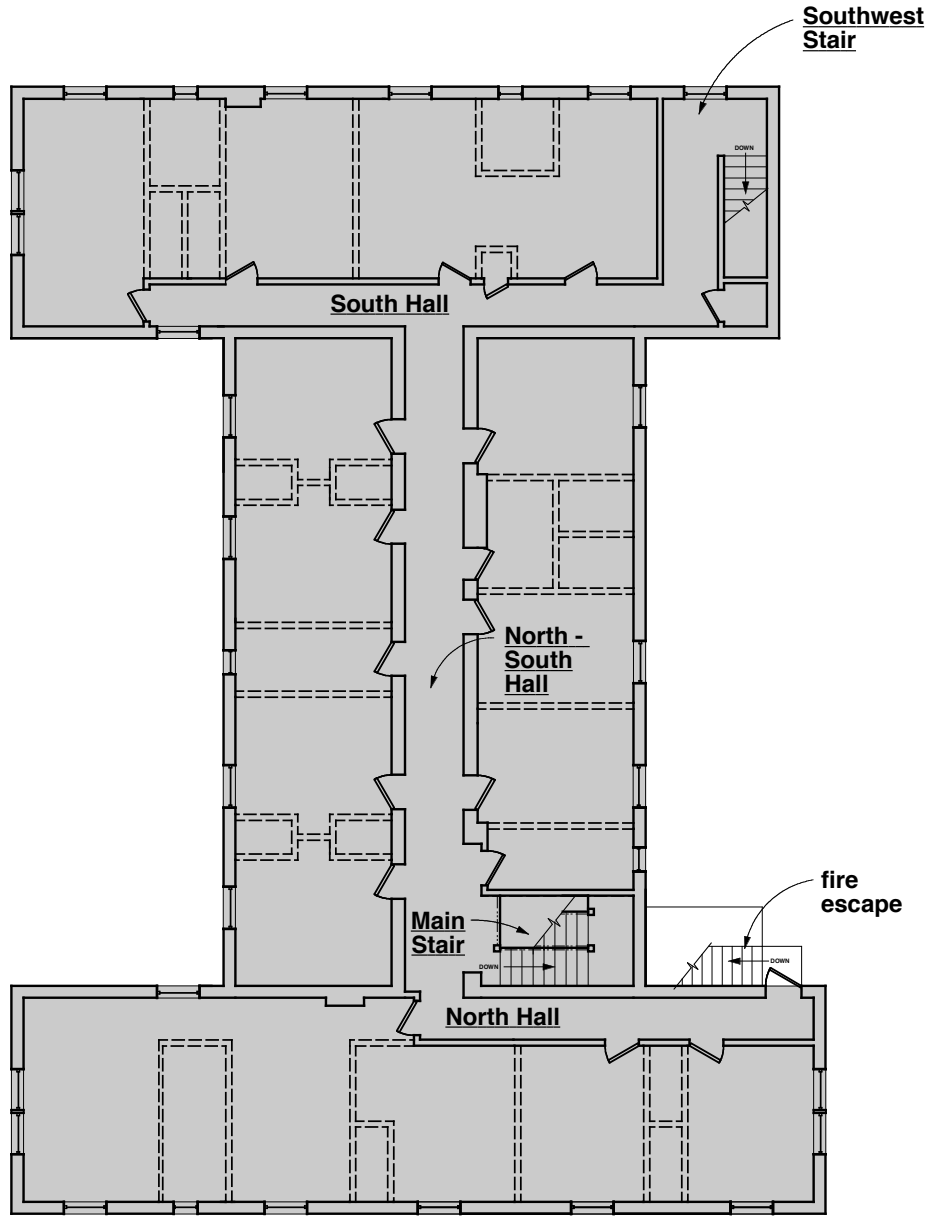 Southwest
Stair
DOWN
South Hall
North -
South
Hall
fire
escape
Main
Stair
DOWN
DOWN
North Hall